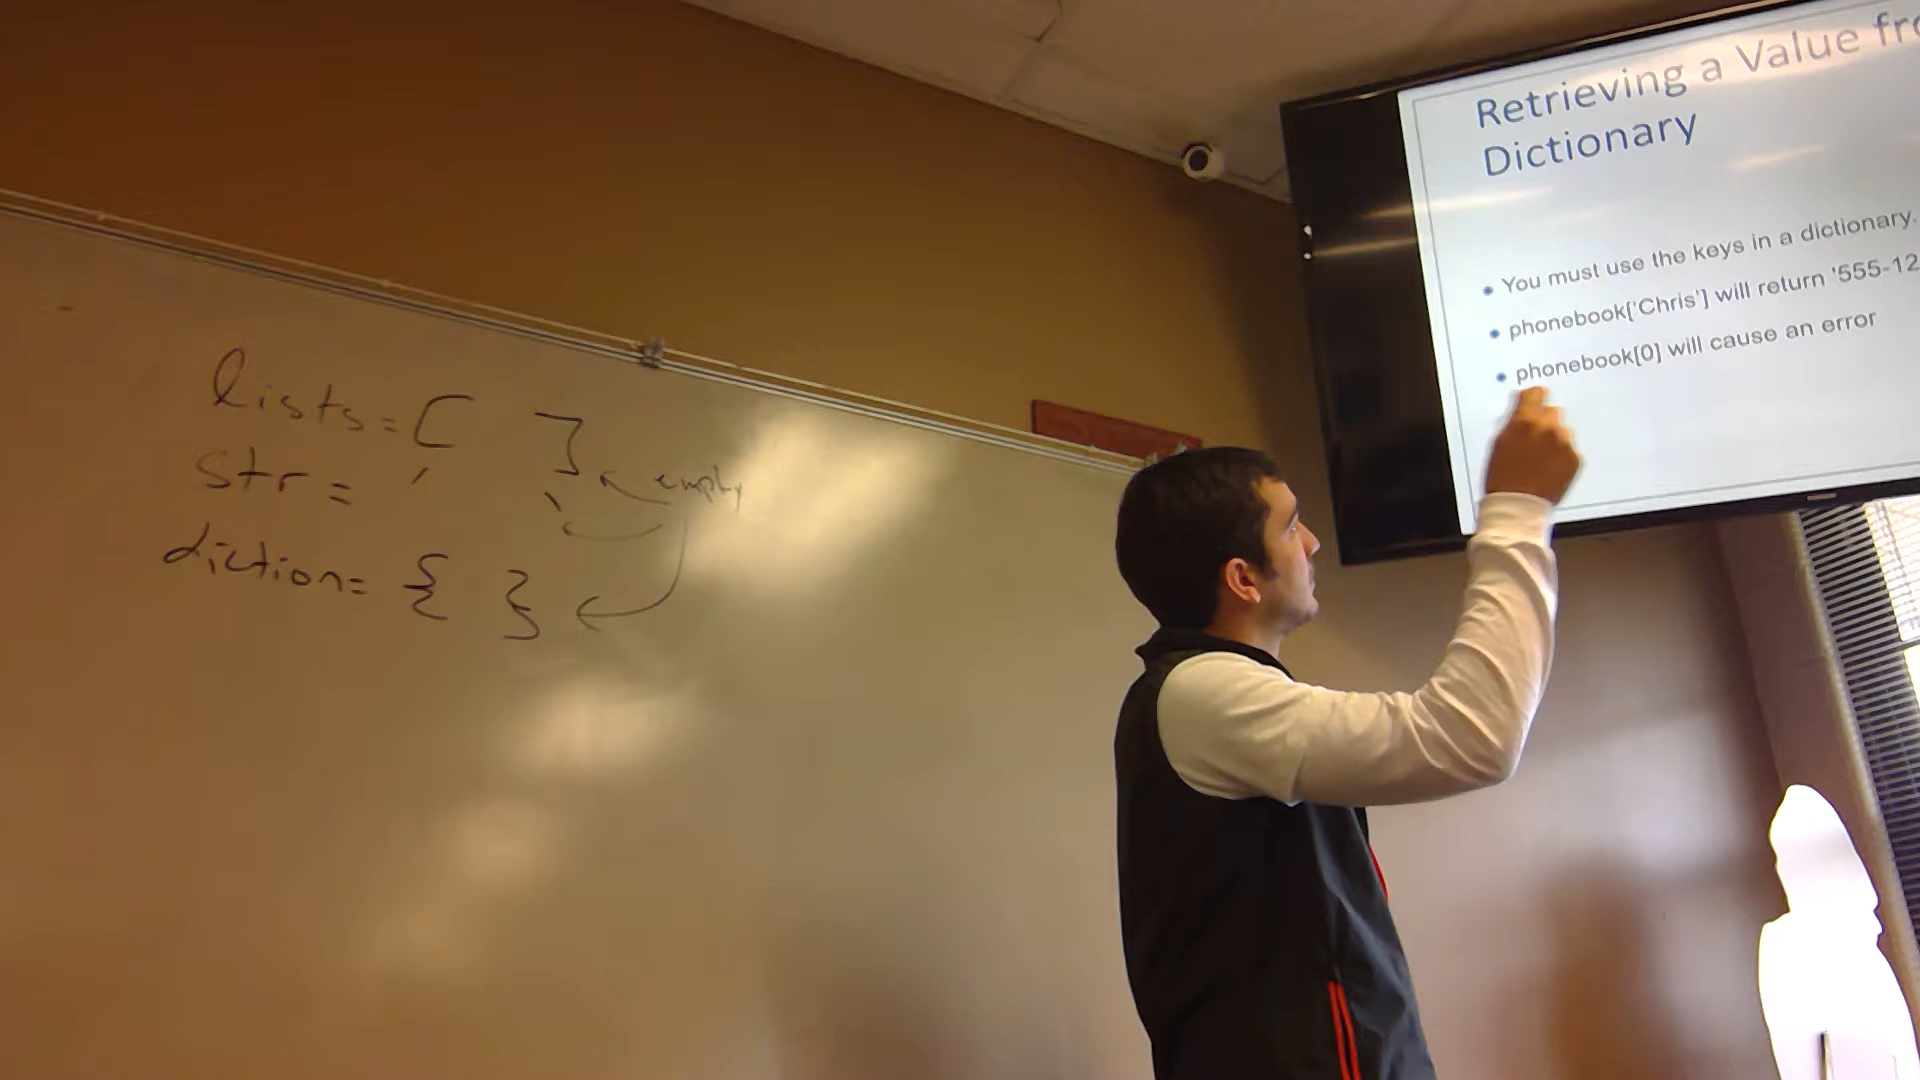 lists = [ ]
str = ' '
empty
diction = { }
Retrieving a Value fro
Dictionary
• You must use the keys in a dictionary.
• phonebook['Chris'] will return '555-12
• phonebook[0] will cause an error